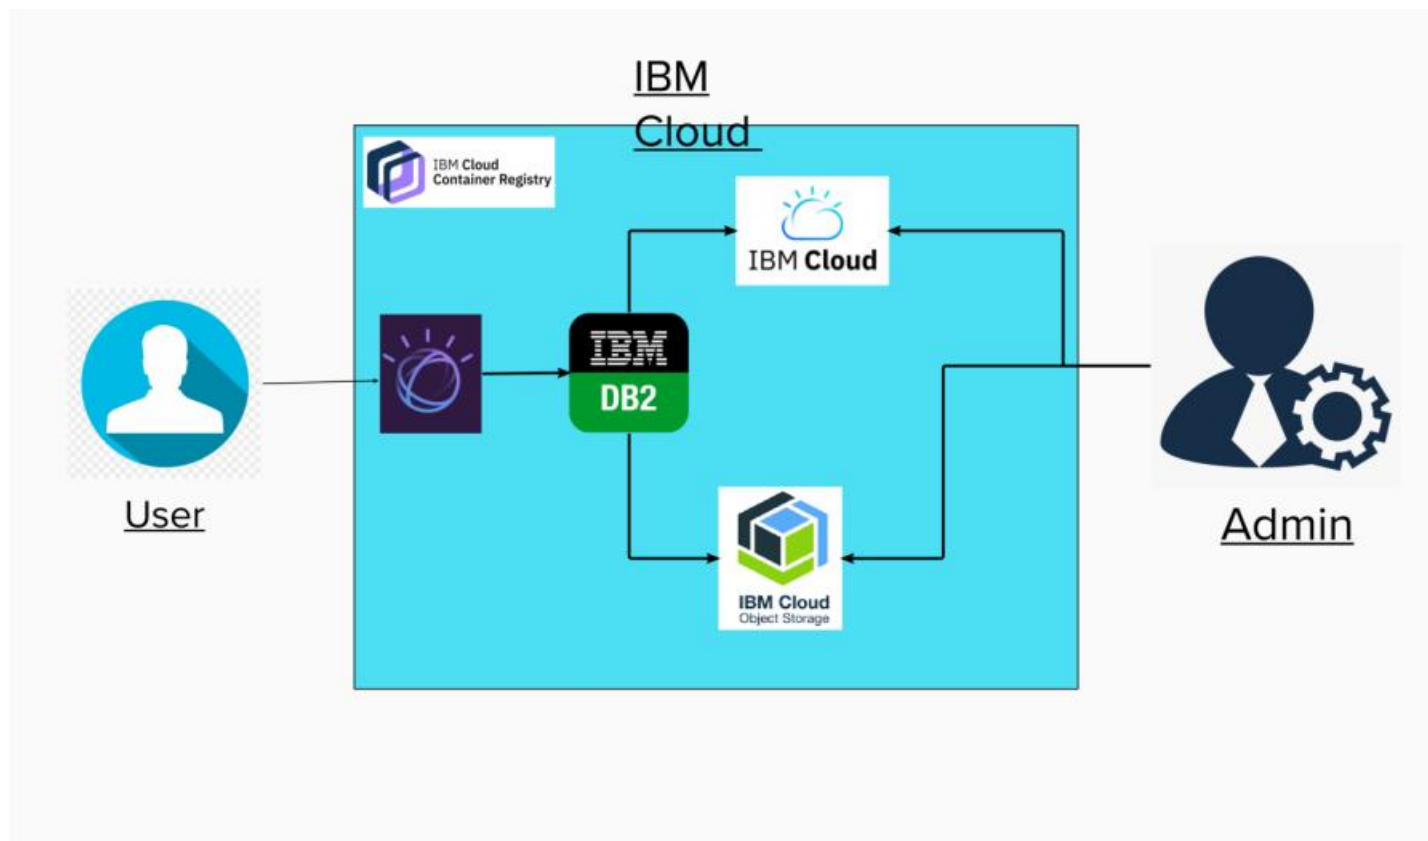 IBM
Cloud
IBM Cloud
Container Registry
IBM Cloud
IBM
DB2
User
IBM Cloud
Object Storage
Admin